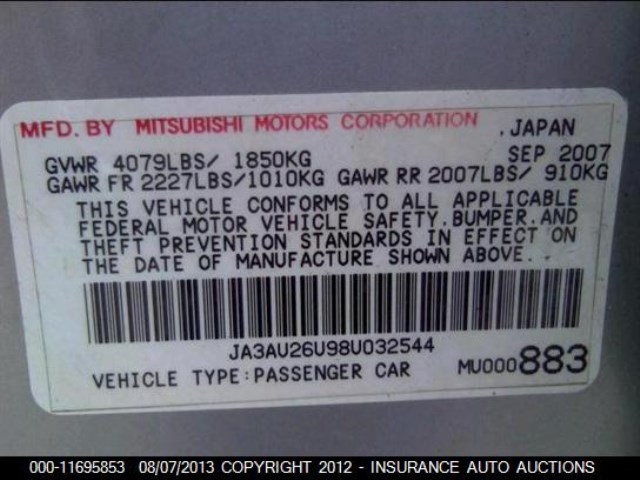 MFD. BY MITSUBISHI MOTORS CORPORATION , JAPAN
GVWR 4079LBS/ 1850KG SEP 2007
GAWR FR 2227LBS/1010KG GAWR RR 2007LBS/ 910KG
THIS VEHICLE CONFORMS TO ALL APPLICABLE
FEDERAL MOTOR VEHICLE SAFETY.BUMPER.AND
THEFT PREVENTION STANDARDS IN EFFECT ON
THE DATE OF MANUFACTURE SHOWN ABOVE..
JA3AU26U98U032544
VEHICLE TYPE:PASSENGER CAR MU000883
000-11695853 08/07/2013 COPYRIGHT 2012 - INSURANCE AUTO AUCTIONS